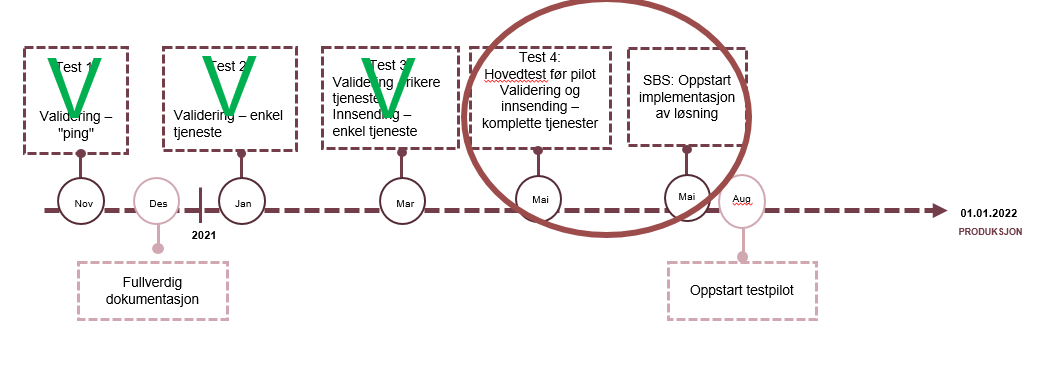 Test 1
Validering –
"ping"
Test 2
Validering – enkel
tjeneste
Test 3
Validering rikere
tjeneste
Innsending –
enkel tjeneste
Test 4:
Hovedtest før pilot
Validering og
innsending –
komplette tjenester
SBS: Oppstart
implementasjon
av løsning
V
V
V
Nov
Des
Jan
Mar
Mai
Mai
Aug
2021
01.01.2022
PRODUKSJON
Fullverdig
dokumentasjon
Oppstart testpilot